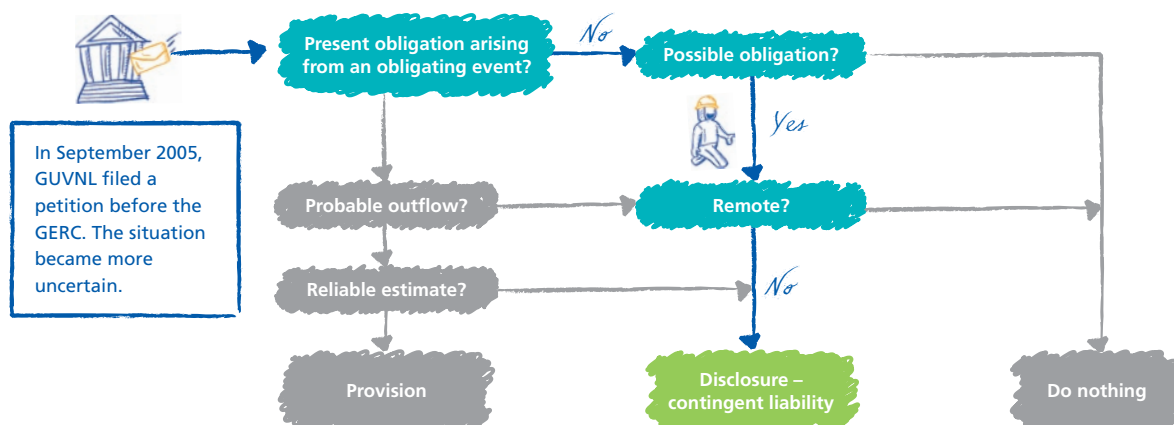 Present obligation arising
from an obligating event?
No
Possible obligation?
Yes
In September 2005,
GUVNL filed a
petition before the
GERC. The situation
became more
uncertain.
Probable outflow?
Remote?
Reliable estimate?
No
Provision
Disclosure –
contingent liability
Do nothing